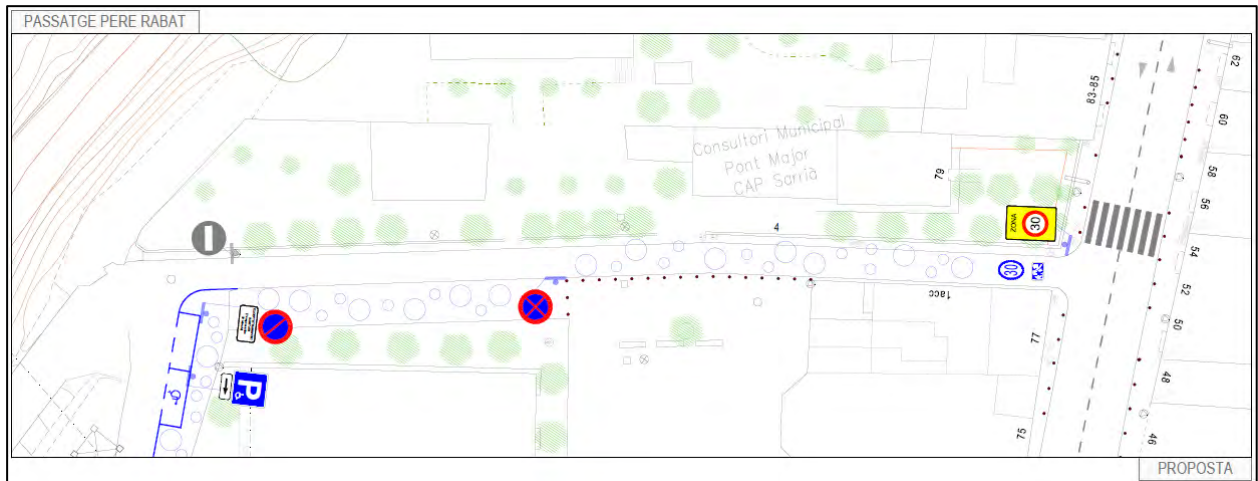 PASSATGE PERE RABAT
62
83-85
60
58
56
54
52
50
48
46
Consultori Municipal
Pont Major
CAP Sarrià
79
ZONA
30
4
30
1acc
77
75
P
PROPOSTA